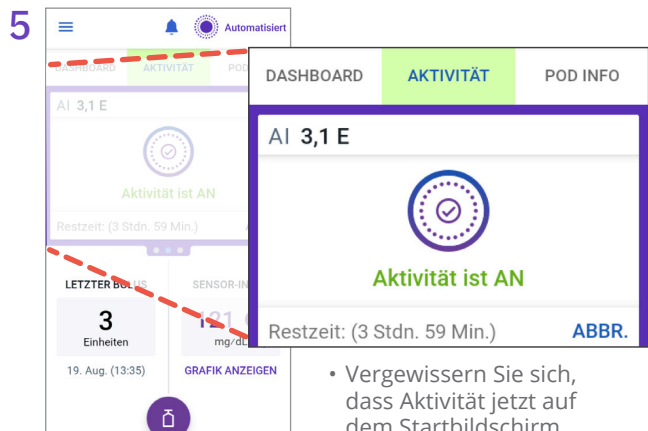 5
Automatisiert
DASHBOARD AKTIVITÄT POD
AI 3,1 E
Aktivität ist AN
Restzeit: (3 Stdn. 59 Min.)
LETZTER BOLUS SENSOR-IN
3 121
Einheiten mg/dL
19. Aug. (13:35) GRAFIK ANZEIGEN
DASHBOARD AKTIVITÄT POD INFO
AI 3,1 E
Aktivität ist AN
Restzeit: (3 Stdn. 59 Min.) ABBR.
• Vergewissern Sie sich,
dass Aktivität jetzt auf
dem Startbildschirm